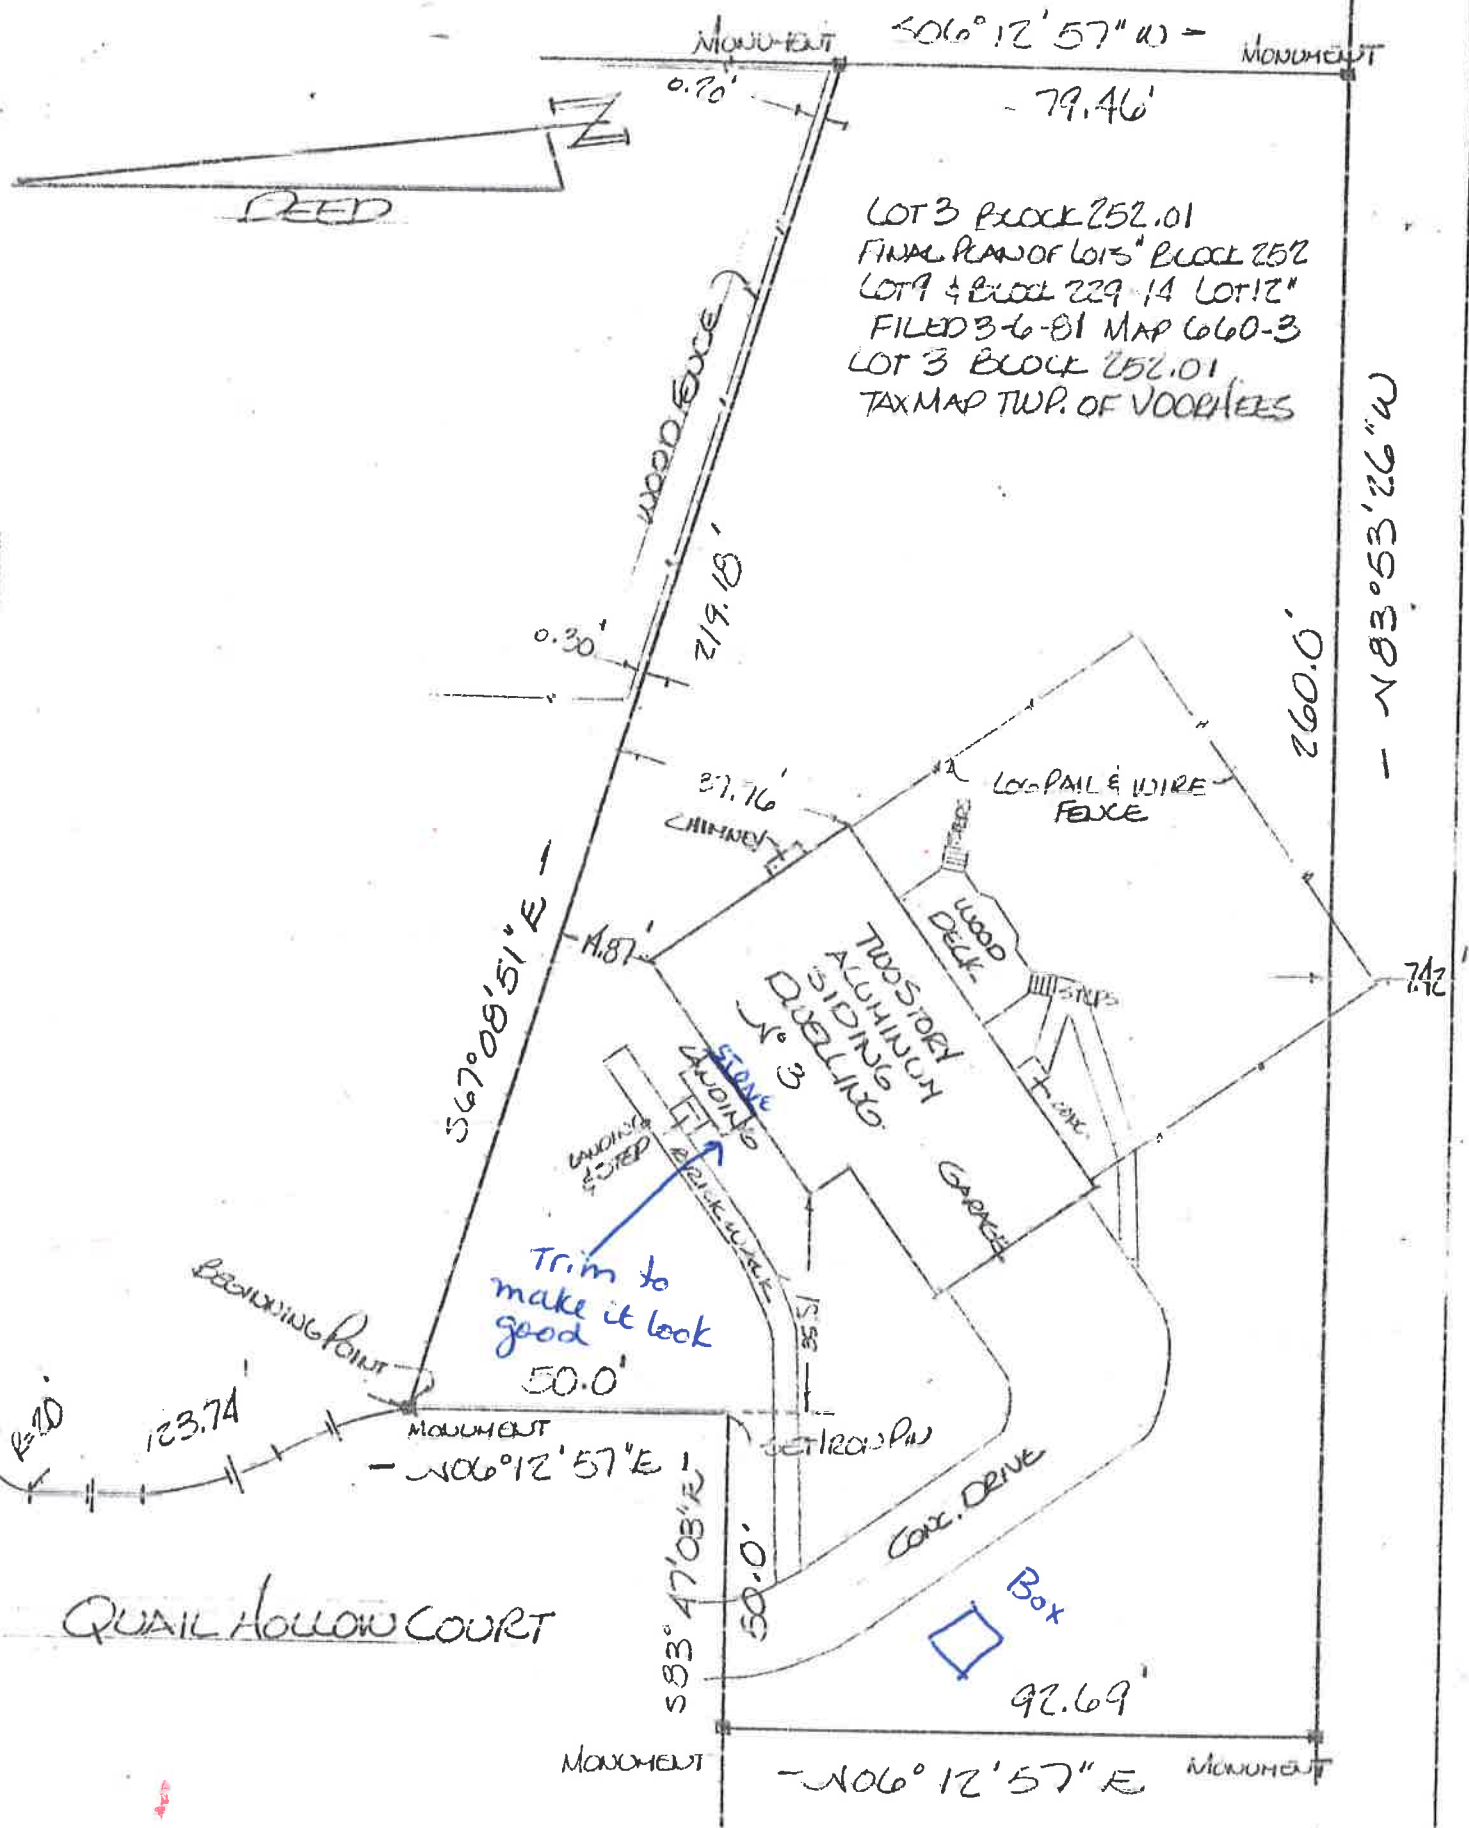 MONUMENT
S06° 12' 57" W -
MONUMENT
0.20'
- 79.46'
N
DEED
LOT 3 BLOCK 252.01
FINAL PLAN OF LOT 3" BLOCK 252
LOT 9 & BLOCK 229.14 LOT 12"
FILED 3-6-81 MAP 660-3
LOT 3 BLOCK 252.01
TAX MAP TWP. OF VOORHEES
WOOD FENCE
- N83°53'26"W
219.18'
0.30'
260.0'
37.76'
CHIMNEY
LOG RAIL & WIRE
FENCE
STEPS
WOOD
DECK
14.87'
S67°08'51"E -
TWO STORY
ALUMINUM
SIDING
DWELLING
No 3
7.42'
STEPS
STONE
LANDING
CONC.
LANDING
& STEP
BRICK WALK
GARAGE
Trim to
make it look
good
35.51
BEGINNING POINT
50.0'
R=20'
123.74'
MONUMENT
SET IRON PIN
- N06°12'57"E -
CONC. DRIVE
S83°47'03"E
50.0'
Box
QUAIL HOLLOW COURT
92.69'
MONUMENT
- N06° 12' 57" E
MONUMENT